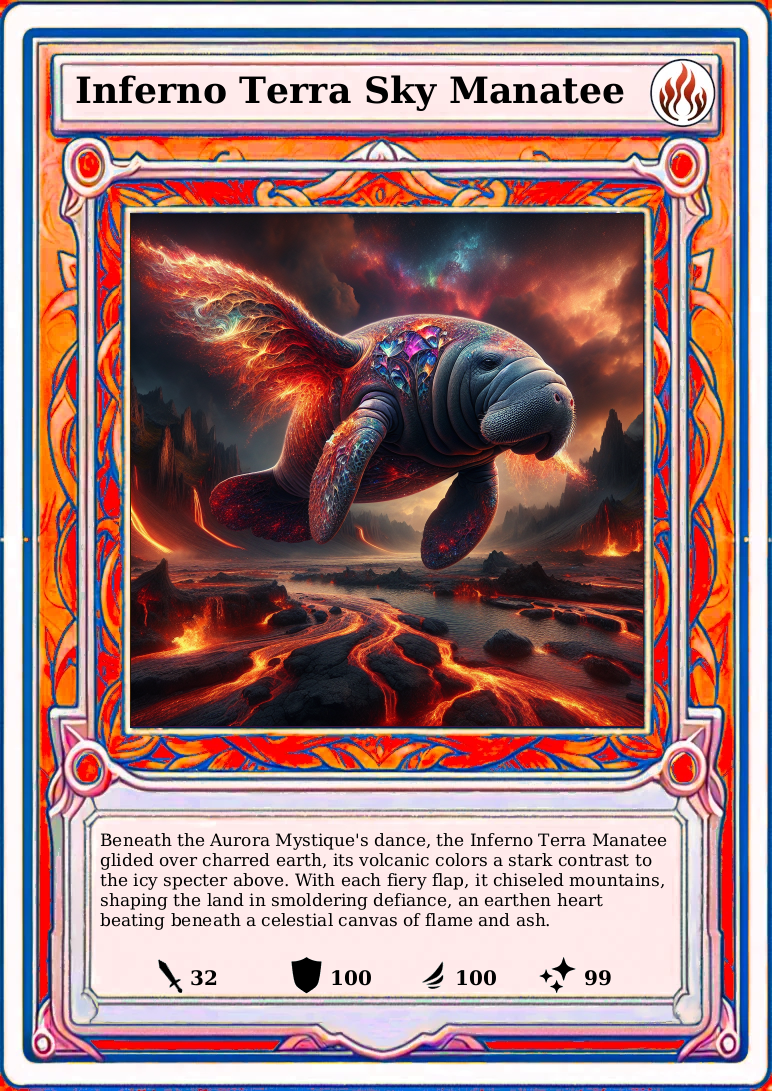 Inferno Terra Sky Manatee
Beneath the Aurora Mystique's dance, the Inferno Terra Manatee
glided over charred earth, its volcanic colors a stark contrast to
the icy specter above. With each fiery flap, it chiseled mountains,
shaping the land in smoldering defiance, an earthen heart
beating beneath a celestial canvas of flame and ash.
32 100 100 99